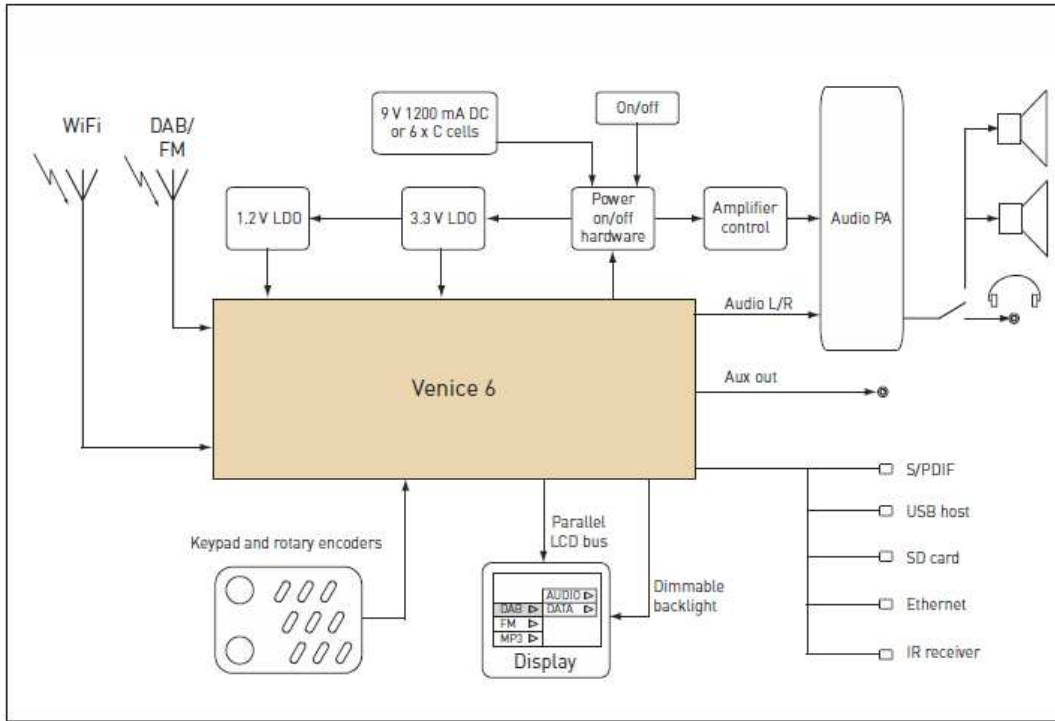 WiFi
DAB/
FM
9 V 1200 mA DC
or 6 x C cells
On/off
1.2 V LDO
3.3 V LDO
Power
on/off
hardware
Amplifier
control
Audio PA
Audio L/R
Venice 6
Aux out
S/PDIF
USB host
SD card
Ethernet
IR receiver
Keypad and rotary encoders
Parallel
LCD bus
Dimmable
backlight
AUDIO
DAB DATA
FM
MP3
Display